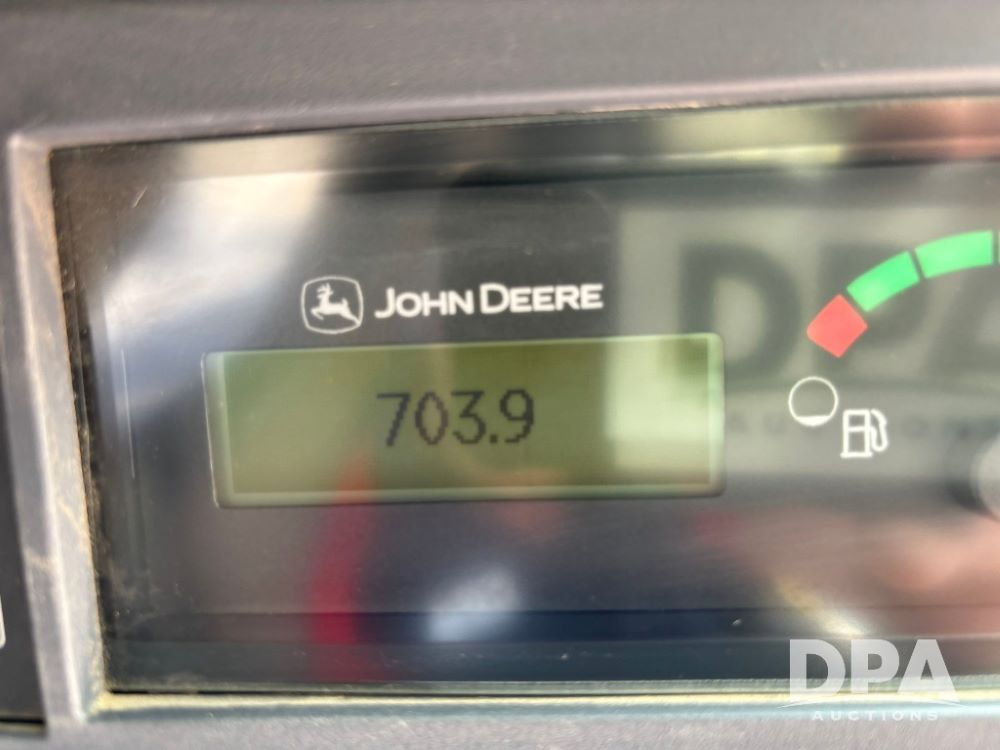 JOHN DEERE
703.9
DPA
AUCTIONS